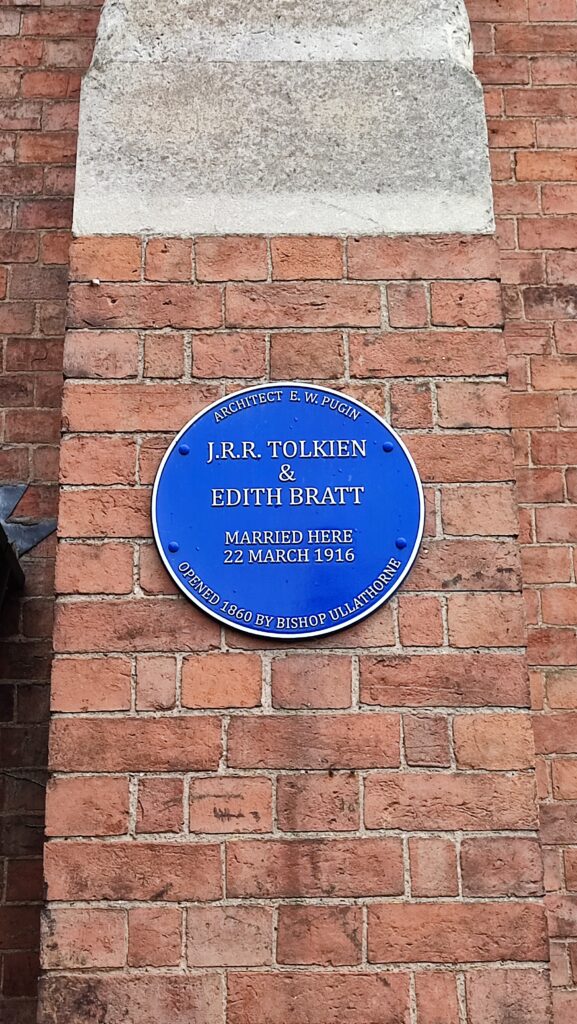 ARCHITECT E. W. PUGIN
J.R.R. TOLKIEN
&
EDITH BRATT
MARRIED HERE
22 MARCH 1916
OPENED 1860 BY BISHOP ULLATHORNE